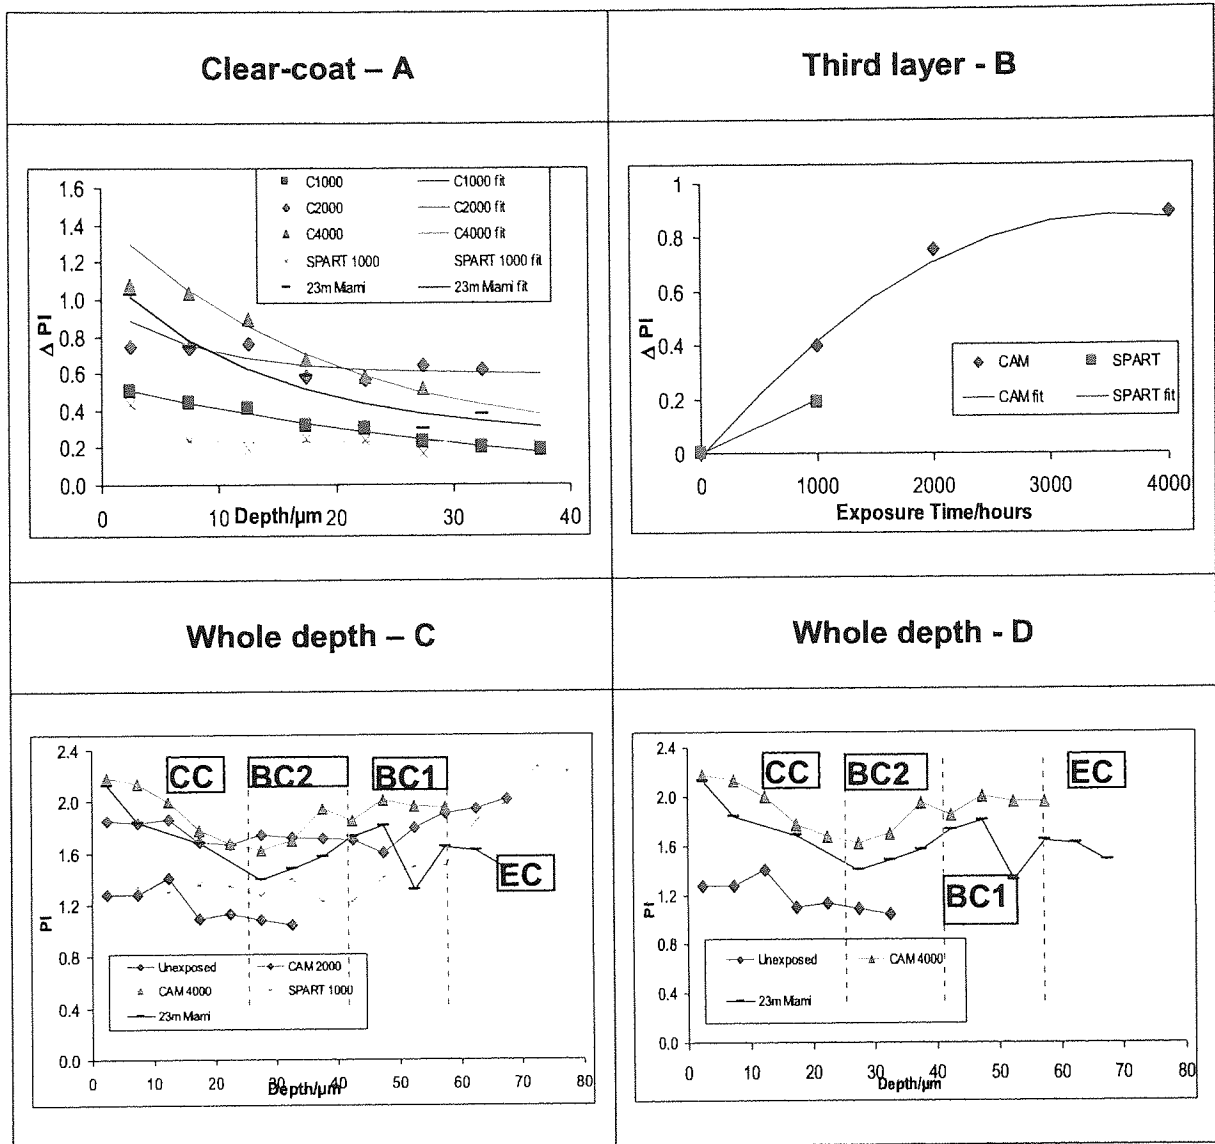 Clear-coat – A
Third layer - B
1.6
1.4
1.2
1.0
0.8
0.6
0.4
0.2
0.0
Δ PI
0
10
20
30
40
Depth/µm
C1000
C1000 fit
C2000
C2000 fit
C4000
C4000 fit
SPART 1000
SPART 1000 fit
23m Miami
23m Miami fit
1
0.8
0.6
0.4
0.2
0
Δ PI
0
1000
2000
3000
4000
Exposure Time/hours
CAM
SPART
CAM fit
SPART fit
Whole depth – C
Whole depth - D
2.4
2.0
1.6
1.2
0.8
0.4
0.0
PI
CC
BC2
BC1
EC
Unexposed
CAM 2000
CAM 4000
SPART 1000
23m Miami
0
10
20
30
40
50
60
70
80
Depth/µm
2.4
2.0
1.6
1.2
0.8
0.4
0.0
PI
CC
BC2
EC
BC1
Unexposed
CAM 4000
23m Miami
0
10
20
30
40
50
60
70
80
Depth/µm